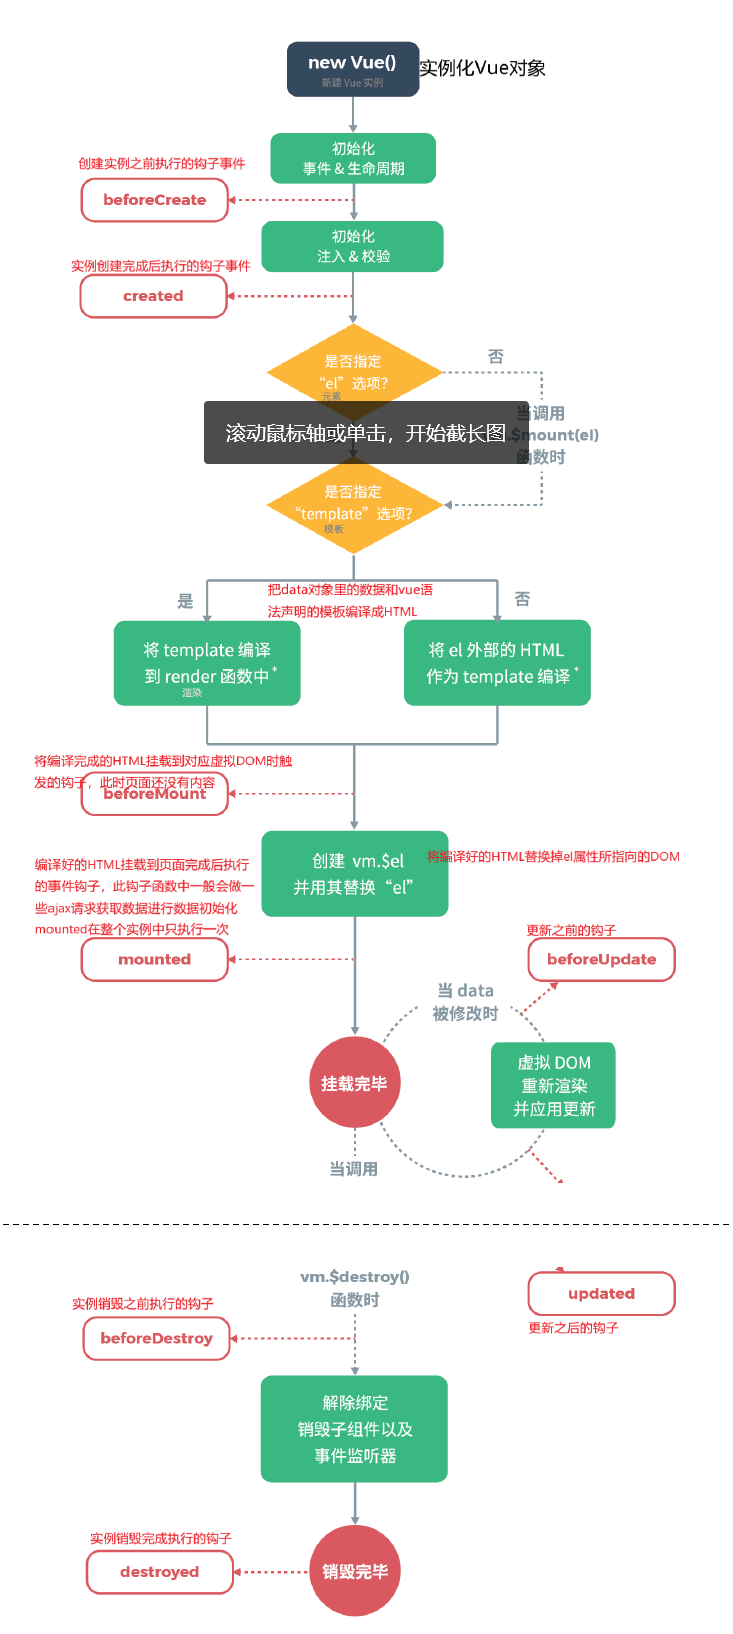 new Vue()
实例化Vue对象
新建 Vue 实例
初始化
事件 & 生命周期
创建实例之前执行的钩子事件
beforeCreate
初始化
注入 & 校验
实例创建完成后执行的钩子事件
created
是否指定
“el”选项?
元素
否
当调用
.$mount(el)
函数时
滚动鼠标轴或单击，开始截长图
是否指定
“template”选项?
模板
是
把data对象里的数据和vue语
法声明的模板编译成HTML
否
将 template 编译
到 render 函数中 *
渲染
将 el 外部的 HTML
作为 template 编译 *
将编译完成的HTML挂载到对应虚拟DOM时触
发的钩子，此时页面还没有内容
beforeMount
创建 vm.$el
并用其替换“el”
将编译好的HTML替换掉el属性所指向的DOM
编译好的HTML挂载到页面完成后执行
的事件钩子，此钩子函数中一般会做一
些ajax请求获取数据进行数据初始化
mounted在整个实例中只执行一次
mounted
更新之前的钩子
beforeUpdate
当 data
被修改时
挂载完毕
虚拟 DOM
重新渲染
并应用更新
当调用
vm.$destroy()
函数时
updated
更新之后的钩子
实例销毁之前执行的钩子
beforeDestroy
解除绑定
销毁子组件以及
事件监听器
实例销毁完成执行的钩子
destroyed
销毁完毕